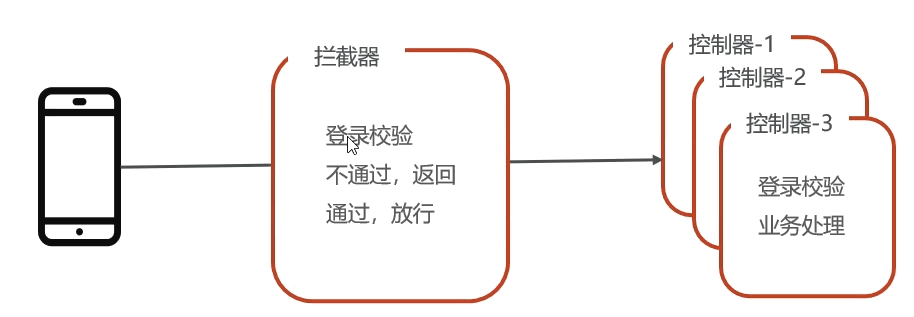 拦截器
登录校验
不通过，返回
通过，放行
控制器-1
控制器-2
控制器-3
登录校验
业务处理